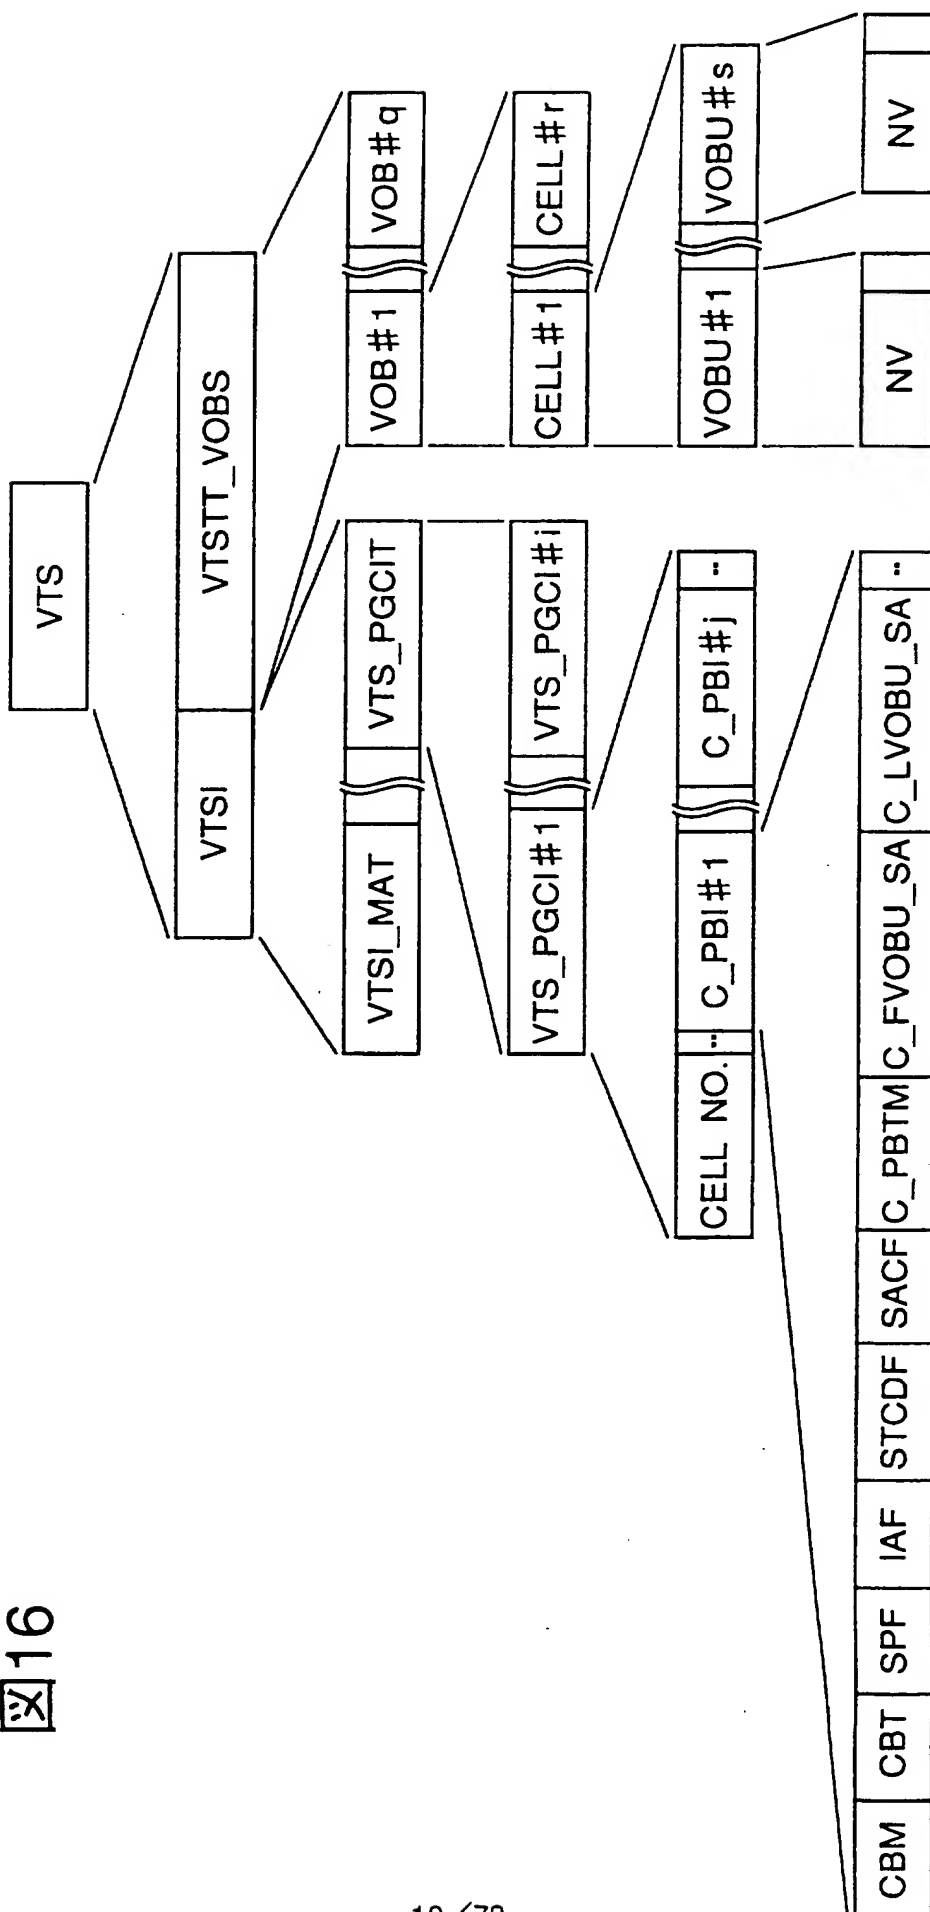 図16
VTS
VTSI VTSTT_VOBS
VTSI_MAT VTS_PGCIT VOB#1 VOB#q
VTS_PGCI#1 VTS_PGCI#i CELL#1 CELL#r
CELL NO. ‥ C_PBI#1 C_PBI#j ‥ VOBU#1 VOBU#s
CBM CBT SPF IAF STCDF SACF C_PBTM C_FVOBU_SA C_LVOBU_SA ‥ NV NV